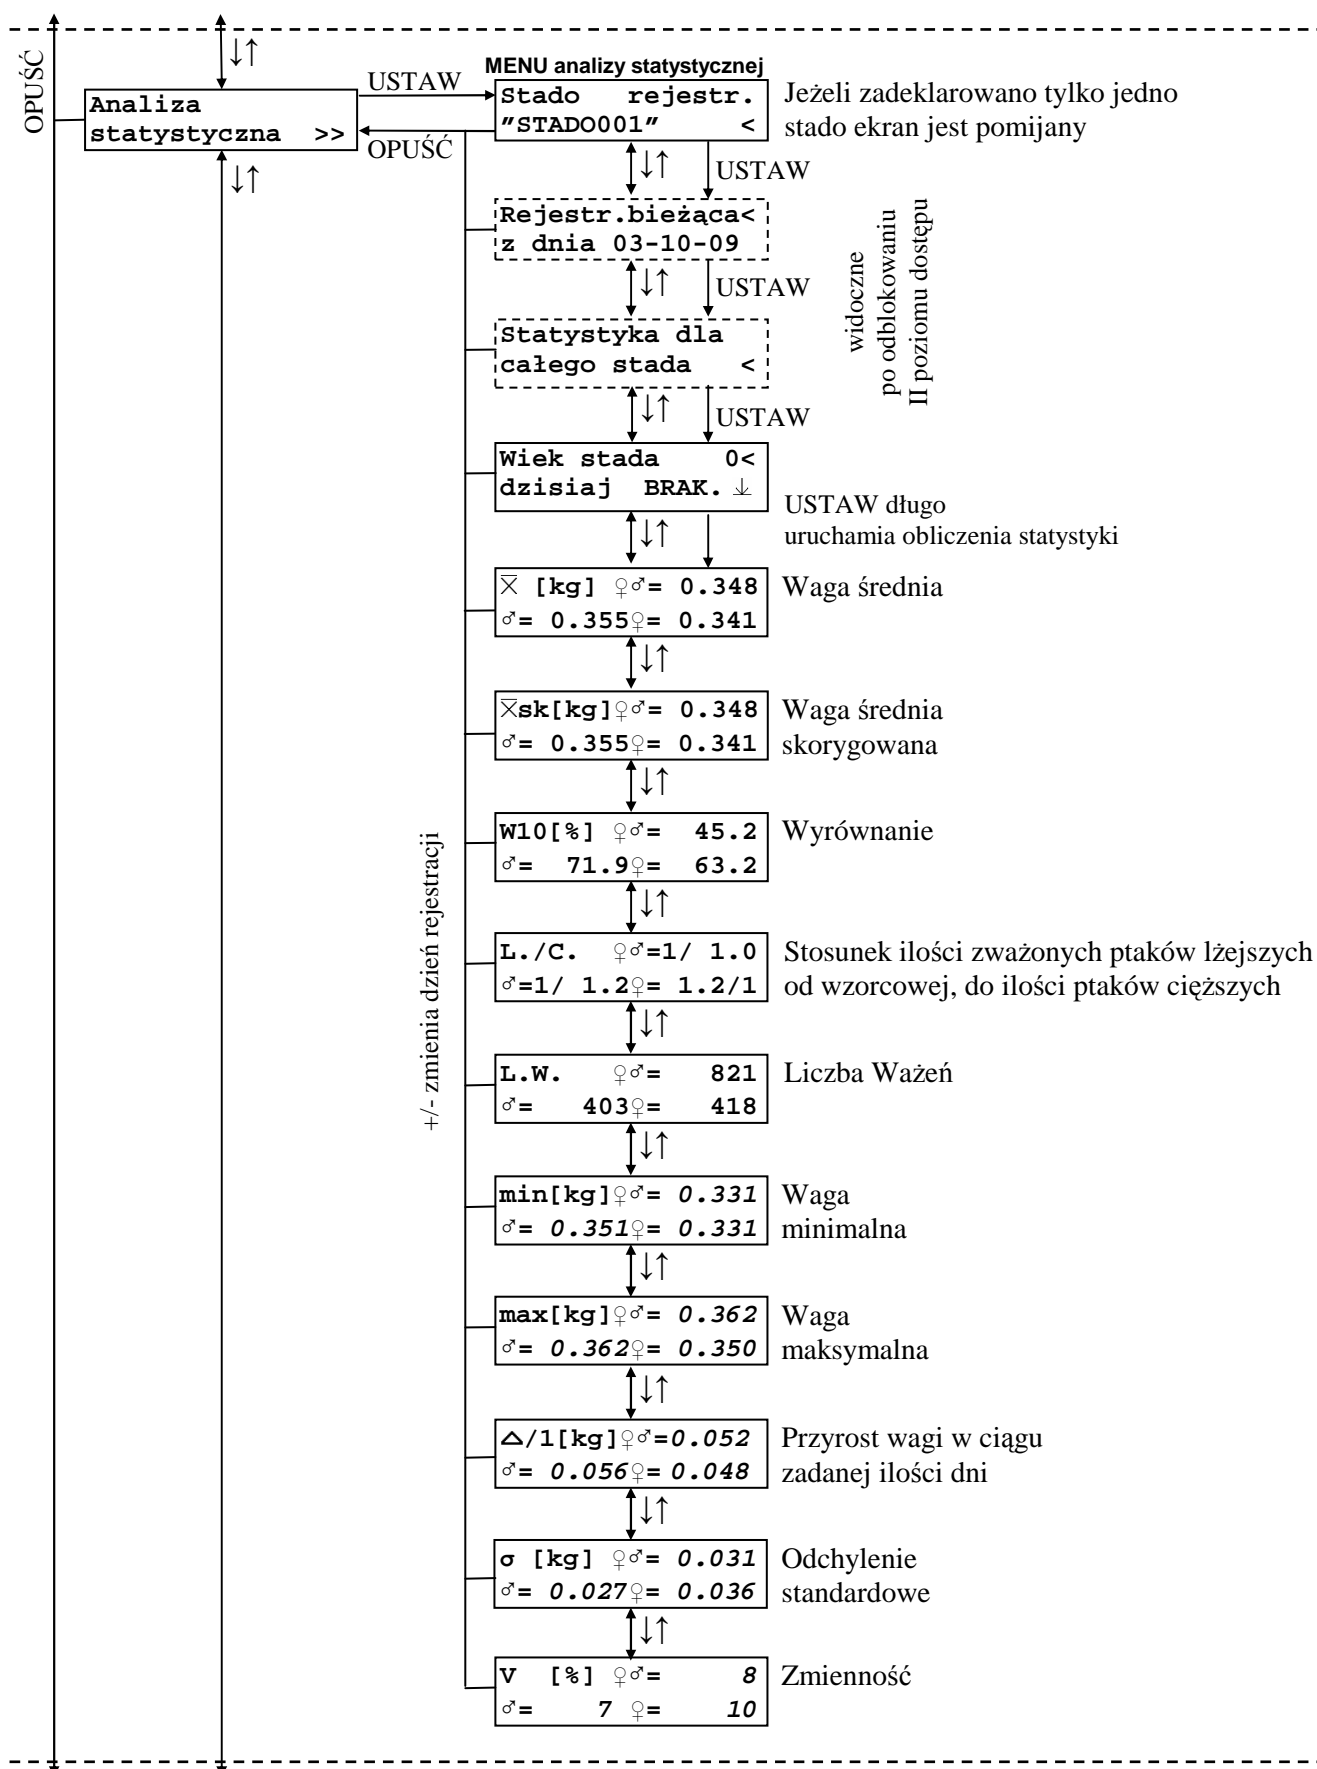 OPUŚĆ
↓↑
MENU analizy statystycznej
Analiza
statystyczna >>
USTAW
OPUŚĆ
↓↑
Stado rejestr.
"STADO001" <
Jeżeli zadeklarowano tylko jedno
stado ekran jest pomijany
↓↑ USTAW
Rejestr.bieżąca<
z dnia 03-10-09
↓↑ USTAW
Statystyka dla
całego stada <
widoczne
po odblokowaniu
II poziomu dostępu
↓↑ USTAW
Wiek stada 0<
dzisiaj BRAK. ↓
USTAW długo
uruchamia obliczenia statystyki
↓↑
X̅ [kg] ♀♂= 0.348
♂= 0.355♀= 0.341
Waga średnia
↓↑
X̅sk[kg]♀♂= 0.348
♂= 0.355♀= 0.341
Waga średnia
skorygowana
↓↑
+/- zmienia dzień rejestracji
W10[%] ♀♂= 45.2
♂= 71.9♀= 63.2
Wyrównanie
↓↑
L./C. ♀♂=1/ 1.0
♂=1/ 1.2♀= 1.2/1
Stosunek ilości zważonych ptaków lżejszych
od wzorcowej, do ilości ptaków cięższych
↓↑
L.W. ♀♂= 821
♂= 403♀= 418
Liczba Ważeń
↓↑
min[kg]♀♂= 0.331
♂= 0.351♀= 0.331
Waga
minimalna
↓↑
max[kg]♀♂= 0.362
♂= 0.362♀= 0.350
Waga
maksymalna
↓↑
△/1[kg]♀♂=0.052
♂= 0.056♀= 0.048
Przyrost wagi w ciągu
zadanej ilości dni
↓↑
σ [kg] ♀♂= 0.031
♂= 0.027♀= 0.036
Odchylenie
standardowe
↓↑
V [%] ♀♂= 8
♂= 7 ♀= 10
Zmienność